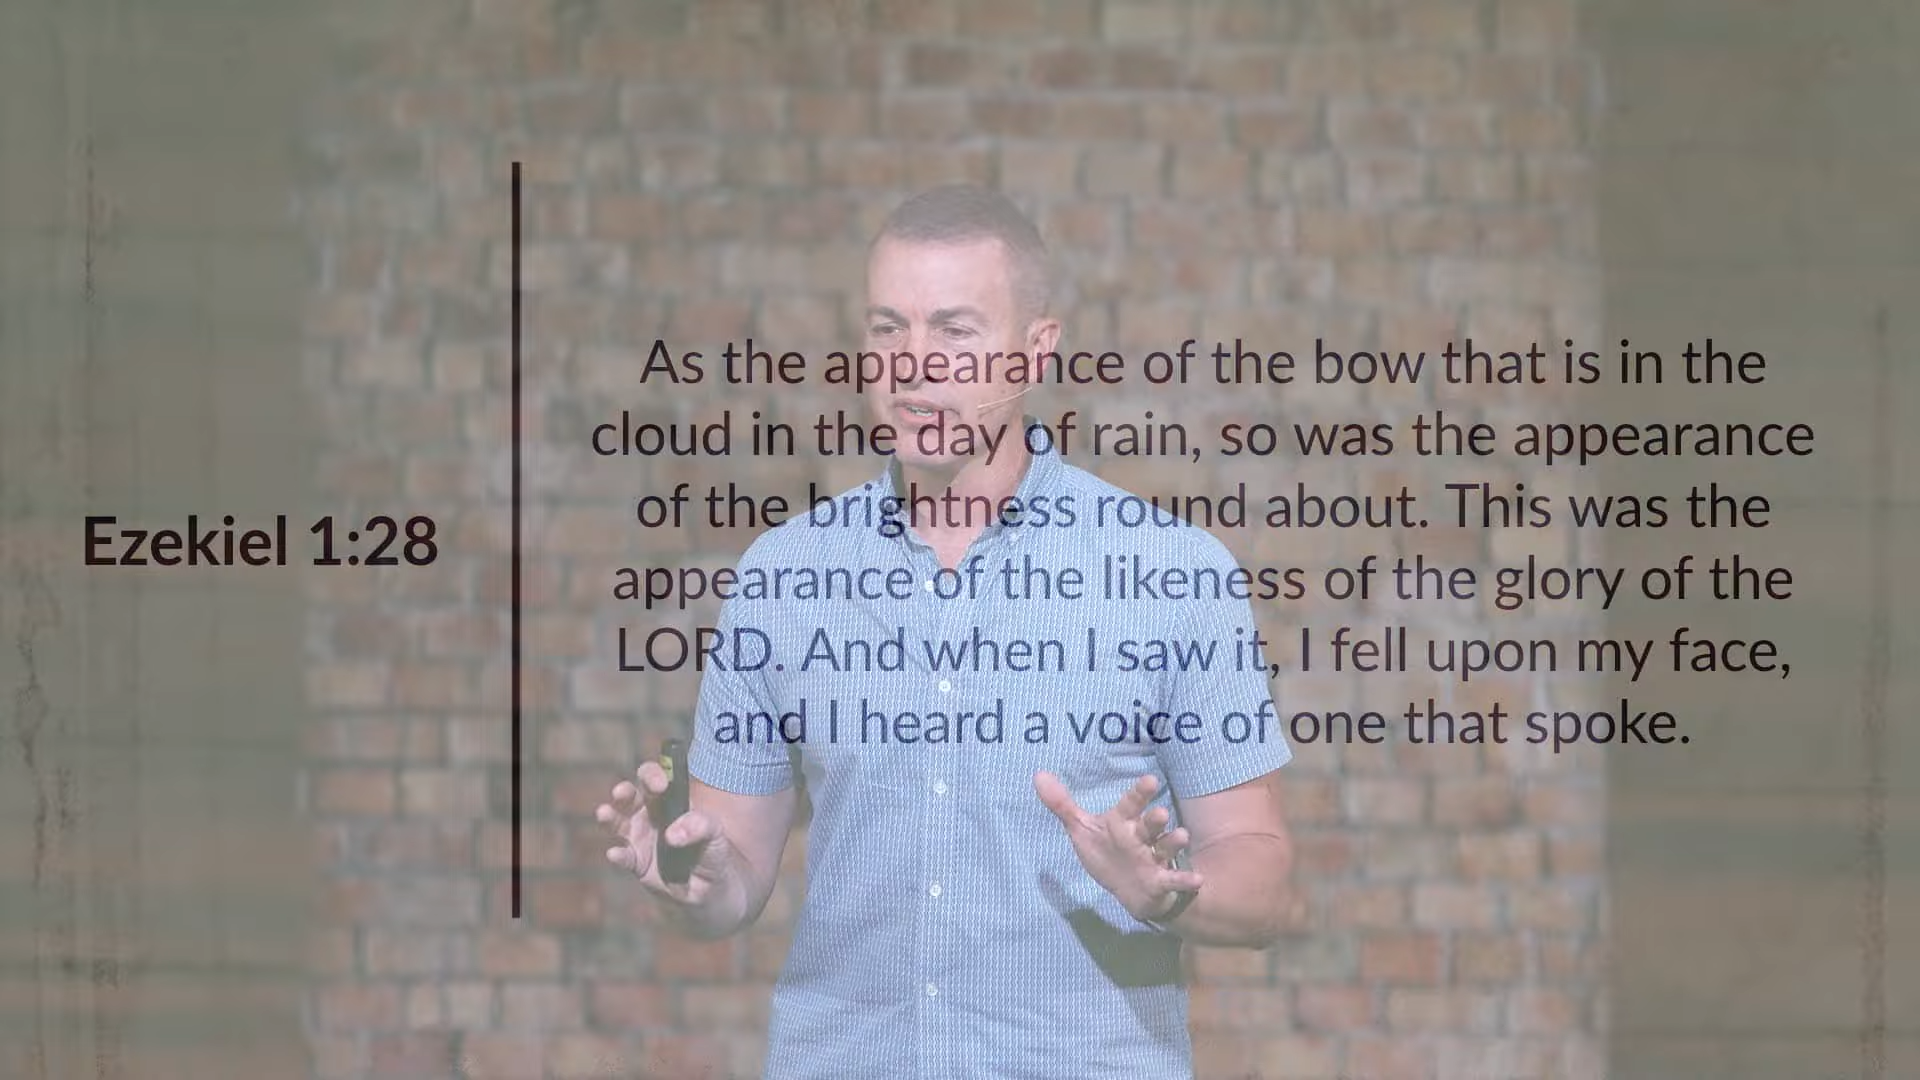 Ezekiel 1:28
As the appearance of the bow that is in the
cloud in the day of rain, so was the appearance
of the brightness round about. This was the
appearance of the likeness of the glory of the
LORD. And when I saw it, I fell upon my face,
and I heard a voice of one that spoke.